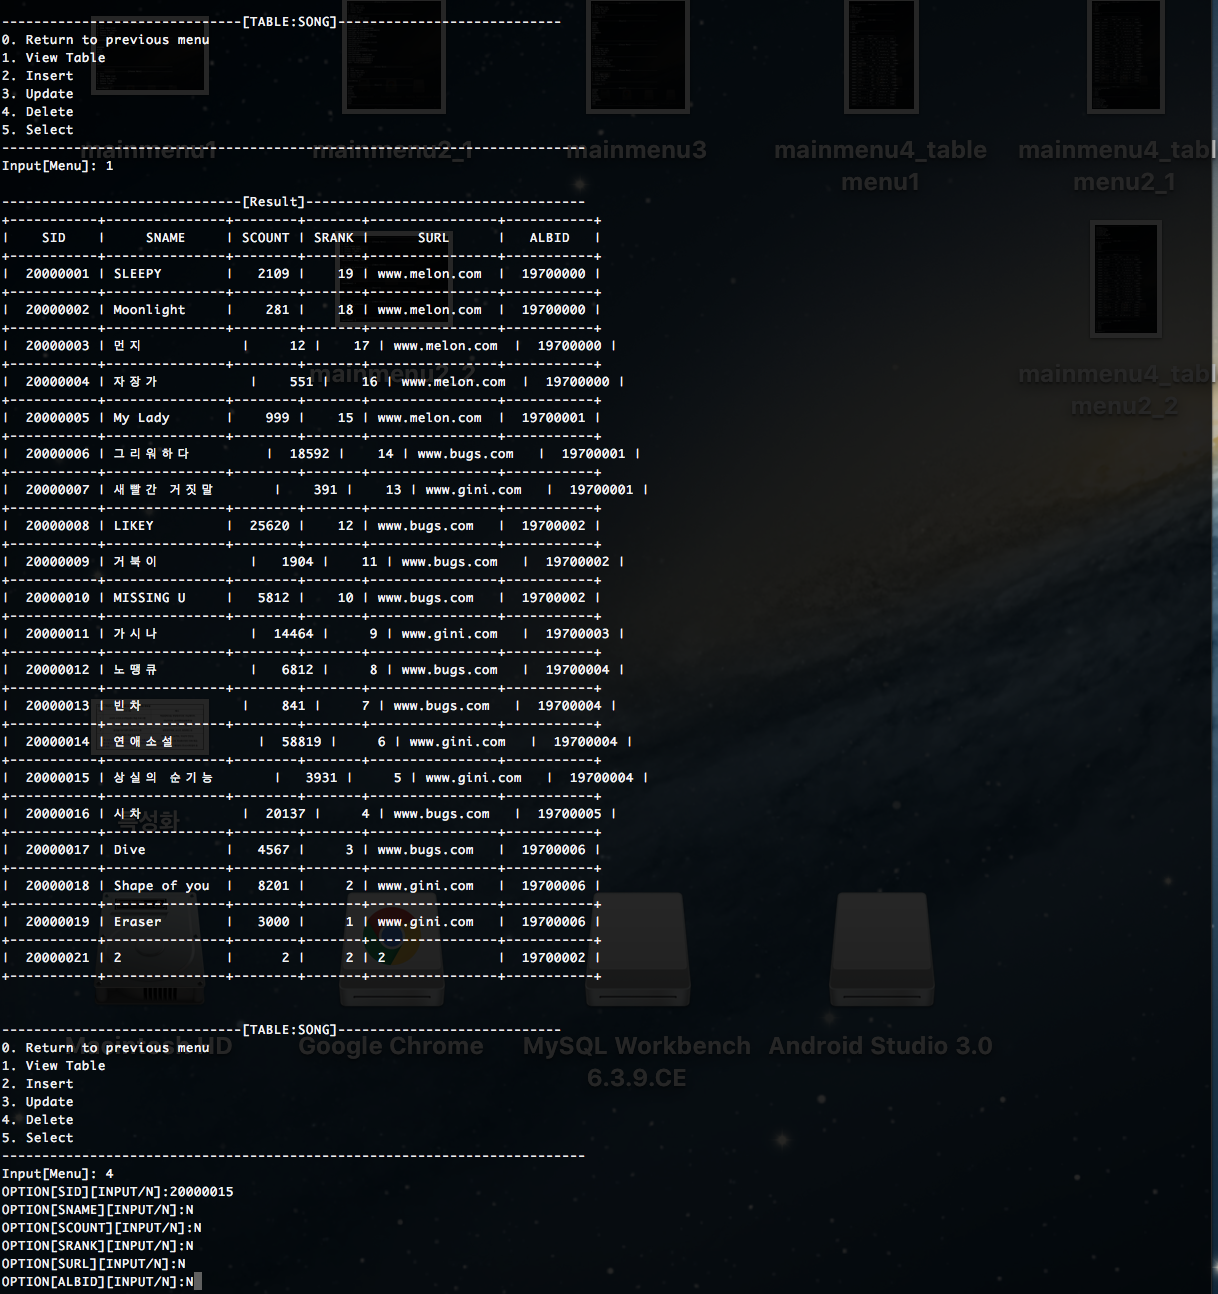 ----------------------------[TABLE:SONG]----------------------------
0. Return to previous menu
1. View Table
2. Insert
3. Update
4. Delete
5. Select
Input[Menu]: 1
----------------------------[Result]----------------------------
| SID | SNAME | SCOUNT | SRANK | SURL | ALBID |
| 20000001 | SLEEPY | 2109 | 19 | www.melon.com | 19700000 |
| 20000002 | Moonlight | 281 | 18 | www.melon.com | 19700000 |
| 20000003 | 먼지 | 12 | 17 | www.melon.com | 19700000 |
| 20000004 | 자장가 | 551 | 16 | www.melon.com | 19700000 |
| 20000005 | My Lady | 999 | 15 | www.melon.com | 19700001 |
| 20000006 | 그리워하다 | 18592 | 14 | www.bugs.com | 19700001 |
| 20000007 | 새빨간 거짓말 | 391 | 13 | www.gini.com | 19700001 |
| 20000008 | LIKEY | 25620 | 12 | www.bugs.com | 19700002 |
| 20000009 | 거북이 | 1904 | 11 | www.bugs.com | 19700002 |
| 20000010 | MISSING U | 5812 | 10 | www.bugs.com | 19700002 |
| 20000011 | 가시나 | 14464 | 9 | www.gini.com | 19700003 |
| 20000012 | 노땡큐 | 6812 | 8 | www.bugs.com | 19700004 |
| 20000013 | 빈차 | 841 | 7 | www.bugs.com | 19700004 |
| 20000014 | 연애소설 | 58819 | 6 | www.gini.com | 19700004 |
| 20000015 | 상실의 순기능 | 3931 | 5 | www.gini.com | 19700004 |
| 20000016 | 시차 | 20137 | 4 | www.bugs.com | 19700005 |
| 20000017 | Dive | 4567 | 3 | www.bugs.com | 19700006 |
| 20000018 | Shape of you | 8201 | 2 | www.gini.com | 19700006 |
| 20000019 | Eraser | 3000 | 1 | www.gini.com | 19700006 |
| 20000021 | 2 | 2 | 2 | 2 | 19700002 |
----------------------------[TABLE:SONG]----------------------------
0. Return to previous menu
1. View Table
2. Insert
3. Update
4. Delete
5. Select
Input[Menu]: 4
OPTION[SID][INPUT/N]:20000015
OPTION[SNAME][INPUT/N]:N
OPTION[SCOUNT][INPUT/N]:N
OPTION[SRANK][INPUT/N]:N
OPTION[SURL][INPUT/N]:N
OPTION[ALBID][INPUT/N]:N
mainmenu1
mainmenu2_1
mainmenu3
mainmenu4_table
menu1
mainmenu4_tabl
menu2_1
mainmenu2_2
mainmenu4_tabl
menu2_2
특성화
Macintosh HD
Google Chrome
MySQL Workbench
6.3.9.CE
Android Studio 3.0